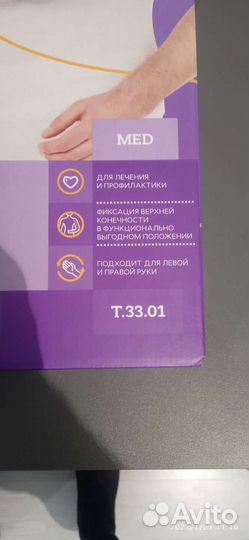 MED
ДЛЯ ЛЕЧЕНИЯ
И ПРОФИЛАКТИКИ
ФИКСАЦИЯ ВЕРХНЕЙ
КОНЕЧНОСТИ
В ФУНКЦИОНАЛЬНО
ВЫГОДНОМ ПОЛОЖЕНИИ
ПОДХОДИТ ДЛЯ ЛЕВОЙ
И ПРАВОЙ РУКИ
Т.33.01
Avito